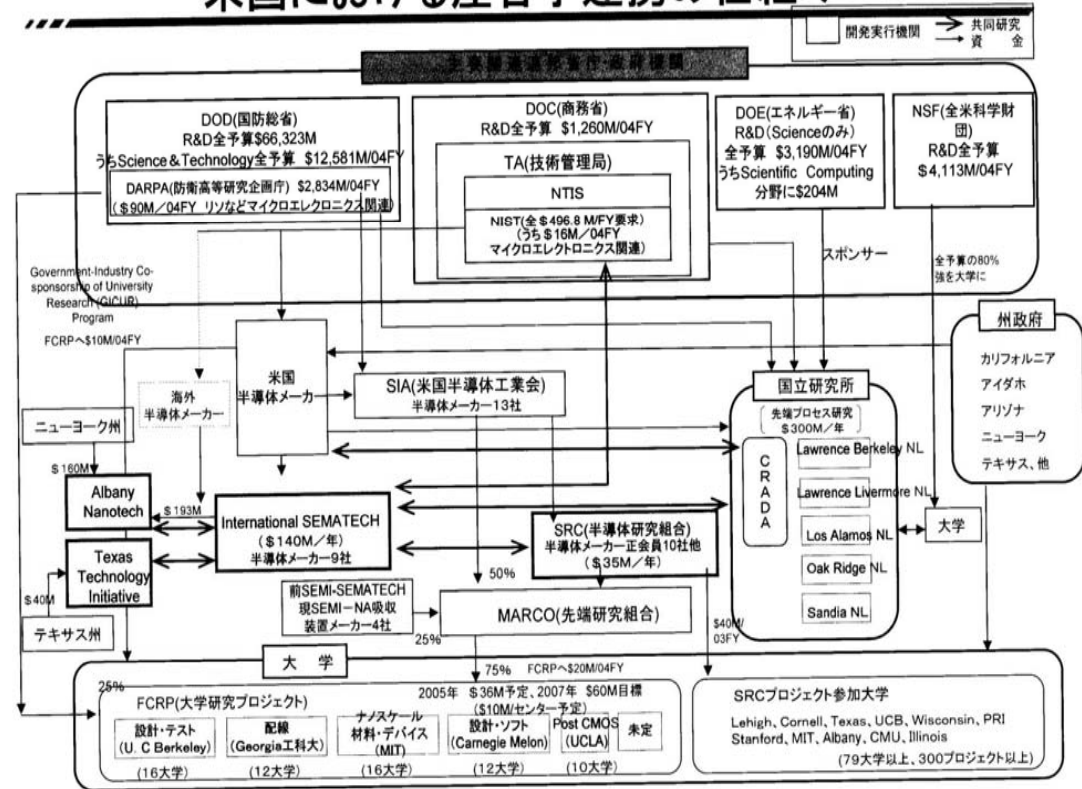 米国における産官学連携の仕組み
開発実行機関
共同研究
資 金
DOD(国防総省)
R&D全予算$66,323M
うちScience&Technology全予算 $12,581M/04FY
DARPA(防衛高等研究企画庁) $2,834M/04FY
($90M/04FY リソなどマイクロエレクロニクス関連)
DOC(商務省)
R&D全予算 $1,260M/04FY
TA(技術管理局)
NTIS
NIST(全$496.8 M/FY要求)
(うち$16M/04FY
マイクロエレクトロニクス関連)
DOE(エネルギー省)
R&D(Scienceのみ)
全予算 $3,190M/04FY
うちScientific Computing
分野に$204M
NSF(全米科学財
団)
R&D全予算
$4,113M/04FY
スポンサー
全予算の80%
強を大学に
Government-Industry Co-
sponsorship of University
Research (GICUR)
Program
FCRPへ$10M/04FY
海外
半導体メーカー
米国
半導体メーカ
SIA(米国半導体工業会)
半導体メーカー13社
国立研究所
先端プロセス研究
$300M/年
CRADA
Lawrence Berkeley NL
Lawrence Livermore NL
Los Alamos NL
Oak Ridge NL
Sandia NL
州政府
カリフォルニア
アイダホ
アリゾナ
ニューヨーク
テキサス、他
大学
ニューヨーク州
$160M
Albany
Nanotech
$193M
International SEMATECH
($140M/年)
半導体メーカー9社
SRC(半導体研究組合)
半導体メーカー正会員10社他
($35M/年)
Texas
Technology
Initiative
$40M
テキサス州
前SEMI-SEMATECH
現SEMI-NA吸収
装置メーカー4社
50%
25%
MARCO(先端研究組合)
$40M/
03FY
大 学
75%
FCRPへ$20M/04FY
25%
FCRP(大学研究プロジェクト)
2005年 $36M予定、2007年 $60M目標
($10M/センター予定)
設計・テスト
(U. C Berkeley)
(16大学)
配線
(Georgia工科大)
(12大学)
ナノスケール
材料・デバイス
(MIT)
(16大学)
設計・ソフト
(Carnegie Melon)
(12大学)
Post CMOS
(UCLA)
(10大学)
未定
SRCプロジェクト参加大学
Lehigh、Cornell、Texas、UCB、Wisconsin、PRI
Stanford、MIT、Albany、CMU、Illinois
(79大学以上、300プロジェクト以上)